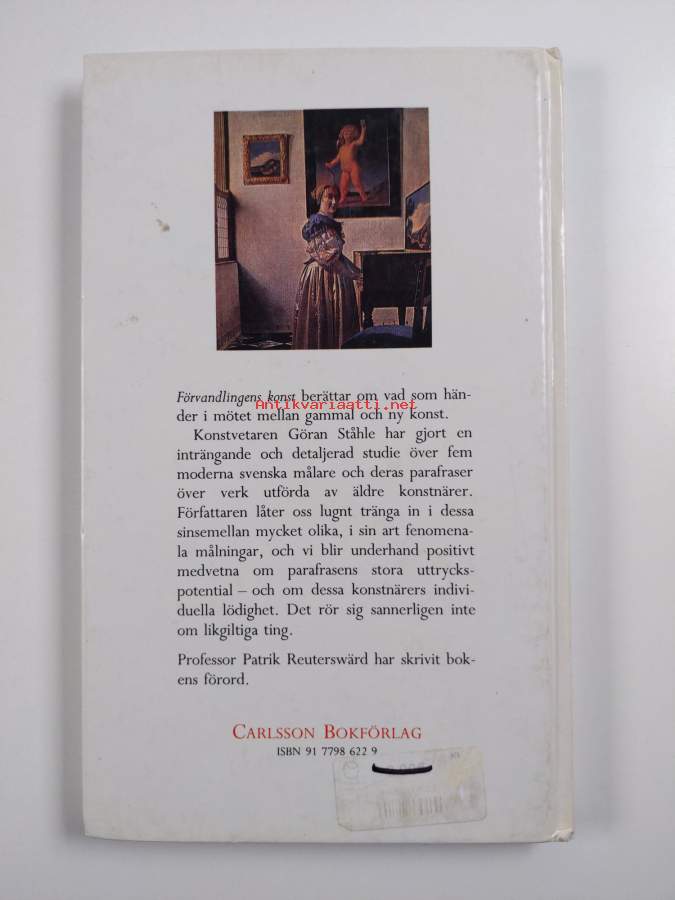 Förvandlingens konst berättar om vad som hän-
Antikvariaatti.net
der i mötet mellan gammal och ny konst.
Konstvetaren Göran Ståhle har gjort en
inträngande och detaljerad studie över fem
moderna svenska målare och deras parafraser
över verk utförda av äldre konstnärer.
Författaren låter oss lugnt tränga in i dessa
sinsemellan mycket olika, i sin art fenomena-
la målningar, och vi blir underhand positivt
medvetna om parafrasens stora uttrycks-
potential – och om dessa konstnärers indivi-
duella lödighet. Det rör sig sannerligen inte
om likgiltiga ting.
Professor Patrik Reuterswärd har skrivit bok-
ens förord.
CARLSSON BOKFÖRLAG
ISBN 91 7798 622 9